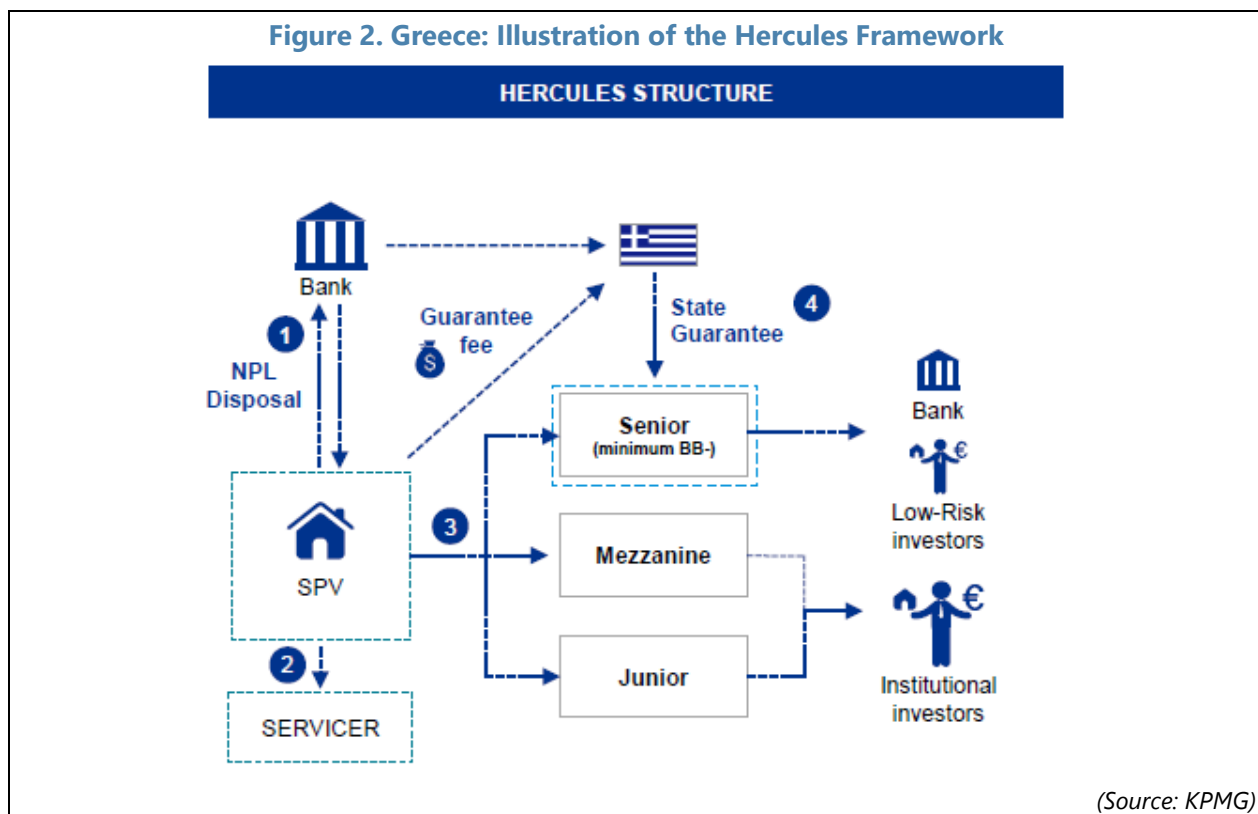 Figure 2. Greece: Illustration of the Hercules Framework
HERCULES STRUCTURE
Bank
1
NPL
Disposal
Guarantee
fee
$
State
Guarantee
4
Senior
(minimum BB-)
Bank
€
Low-Risk
investors
SPV
3
Mezzanine
€
Junior
Institutional
investors
2
SERVICER
(Source: KPMG)